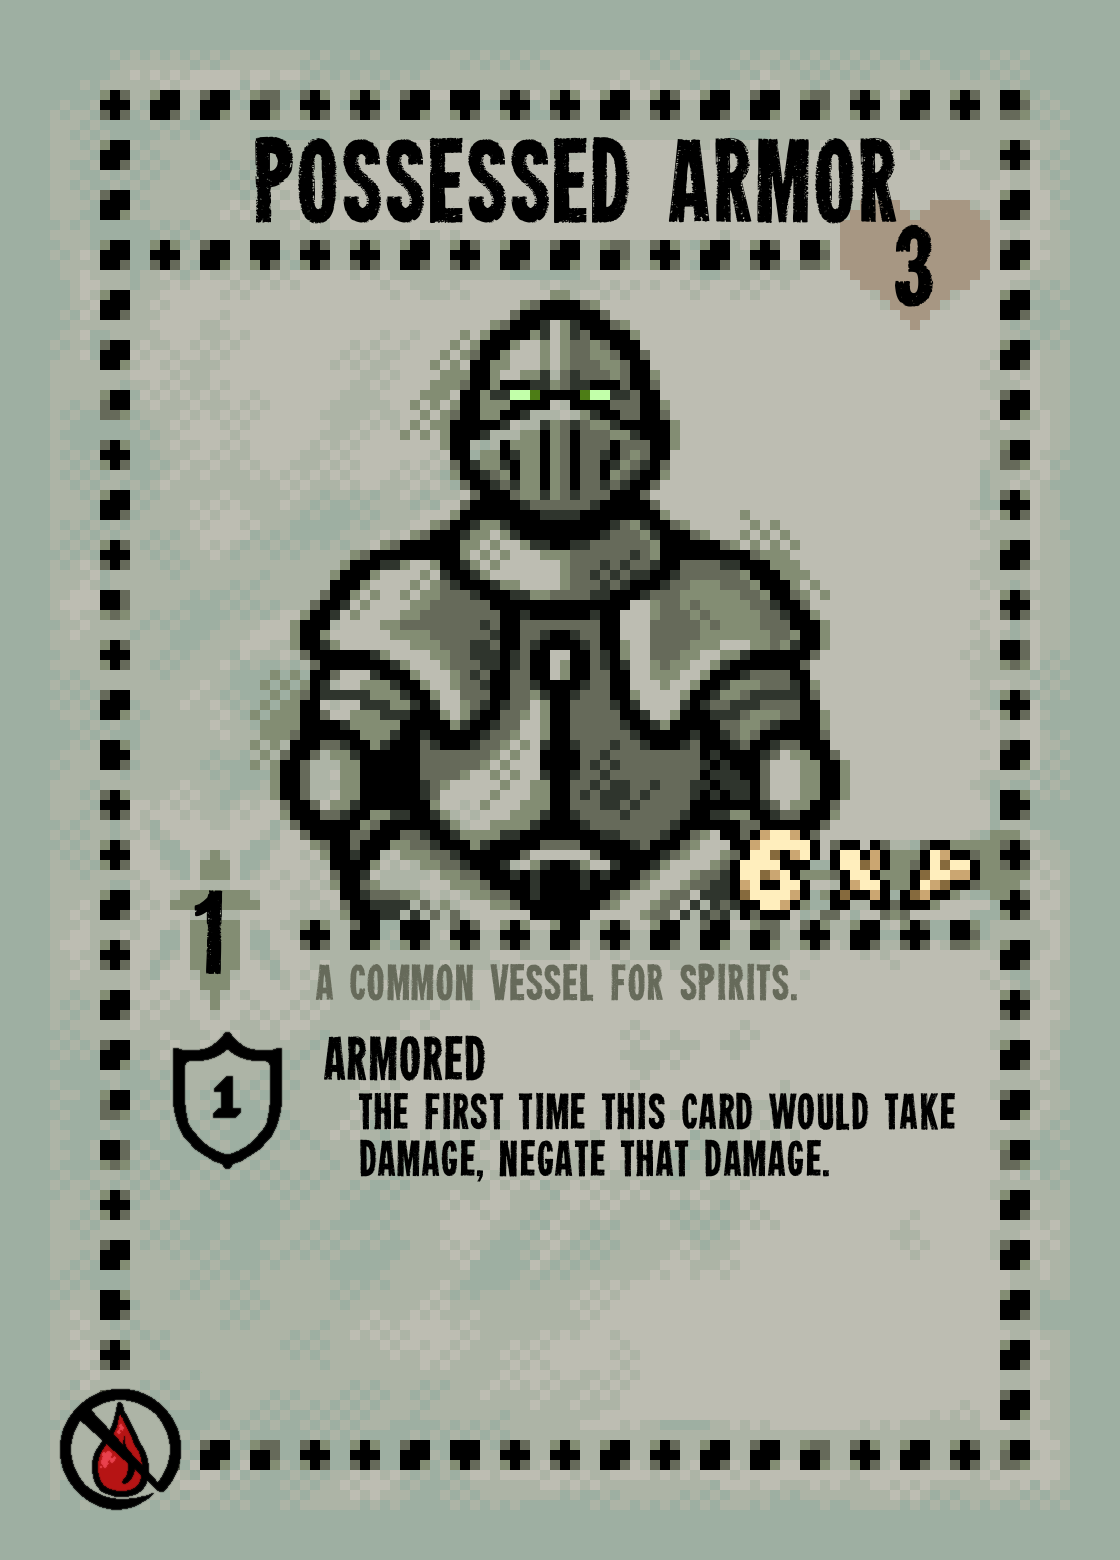 POSSESSED ARMOR
3
6 XP
1
A COMMON VESSEL FOR SPIRITS.
1
ARMORED
THE FIRST TIME THIS CARD WOULD TAKE
DAMAGE, NEGATE THAT DAMAGE.